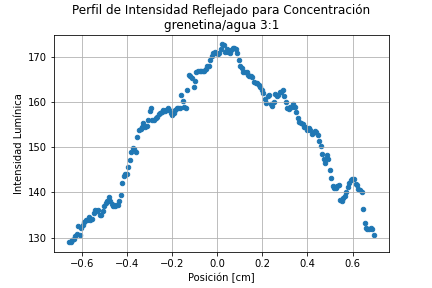 Perfil de Intensidad Reflejado para Concentración
grenetina/agua 3:1
170
160
150
140
130
Intensidad Lumínica
−0.6 −0.4 −0.2 0.0 0.2 0.4 0.6
Posición [cm]